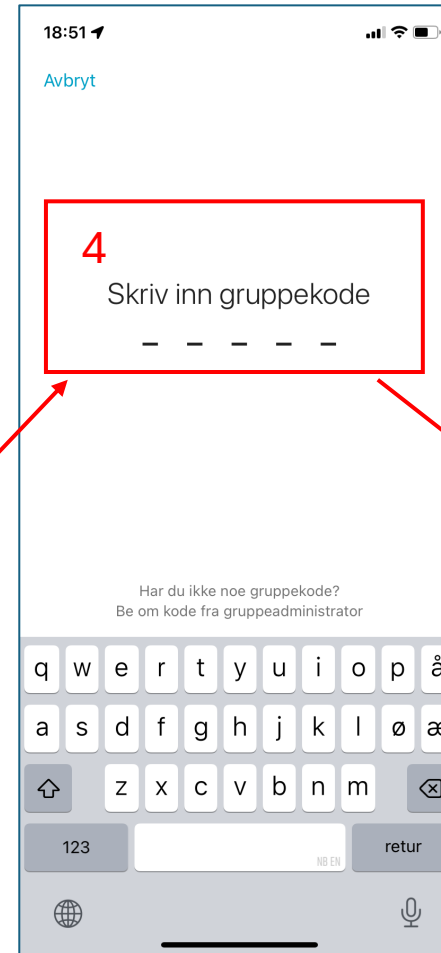 18:51
Avbryt
4
Skriv inn gruppekode
_ _ _ _ _
Har du ikke noe gruppekode?
Be om kode fra gruppeadministrator
q w e r t y u i o p å
a s d f g h j k l ø æ
z x c v b n m
123
NB EN
retur